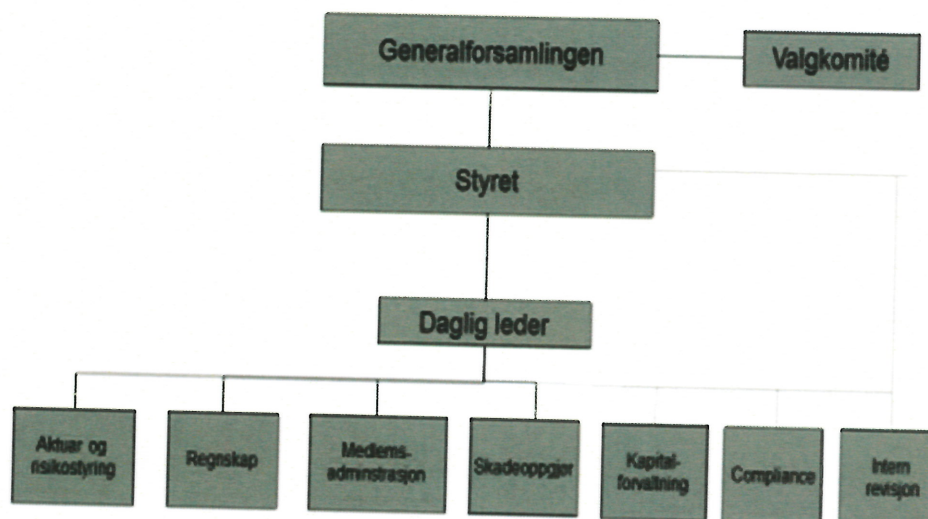 Generalforsamlingen
Valgkomité
Styret
Daglig leder
Aktuar og
risikostyring
Regnskap
Medlems-
adminstrasjon
Skadeoppgjør
Kapital-
forvaltning
Compliance
Intern
revisjon